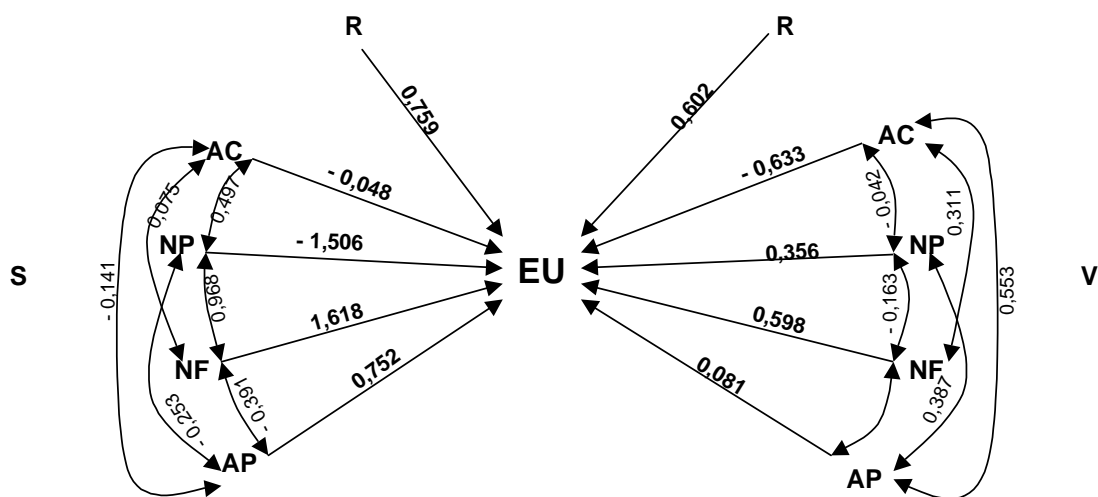 R R
0,759 0,602
AC AC
- 0,048 - 0,633
0,075 0,497 - 0,042 0,311
NP - 1,506 0,356 NP
S EU V
- 0,141 0,968 - 0,163 0,553
1,618 0,598
NF 0,752 0,081 NF
- 0,253 - 0,391 0,387
AP AP